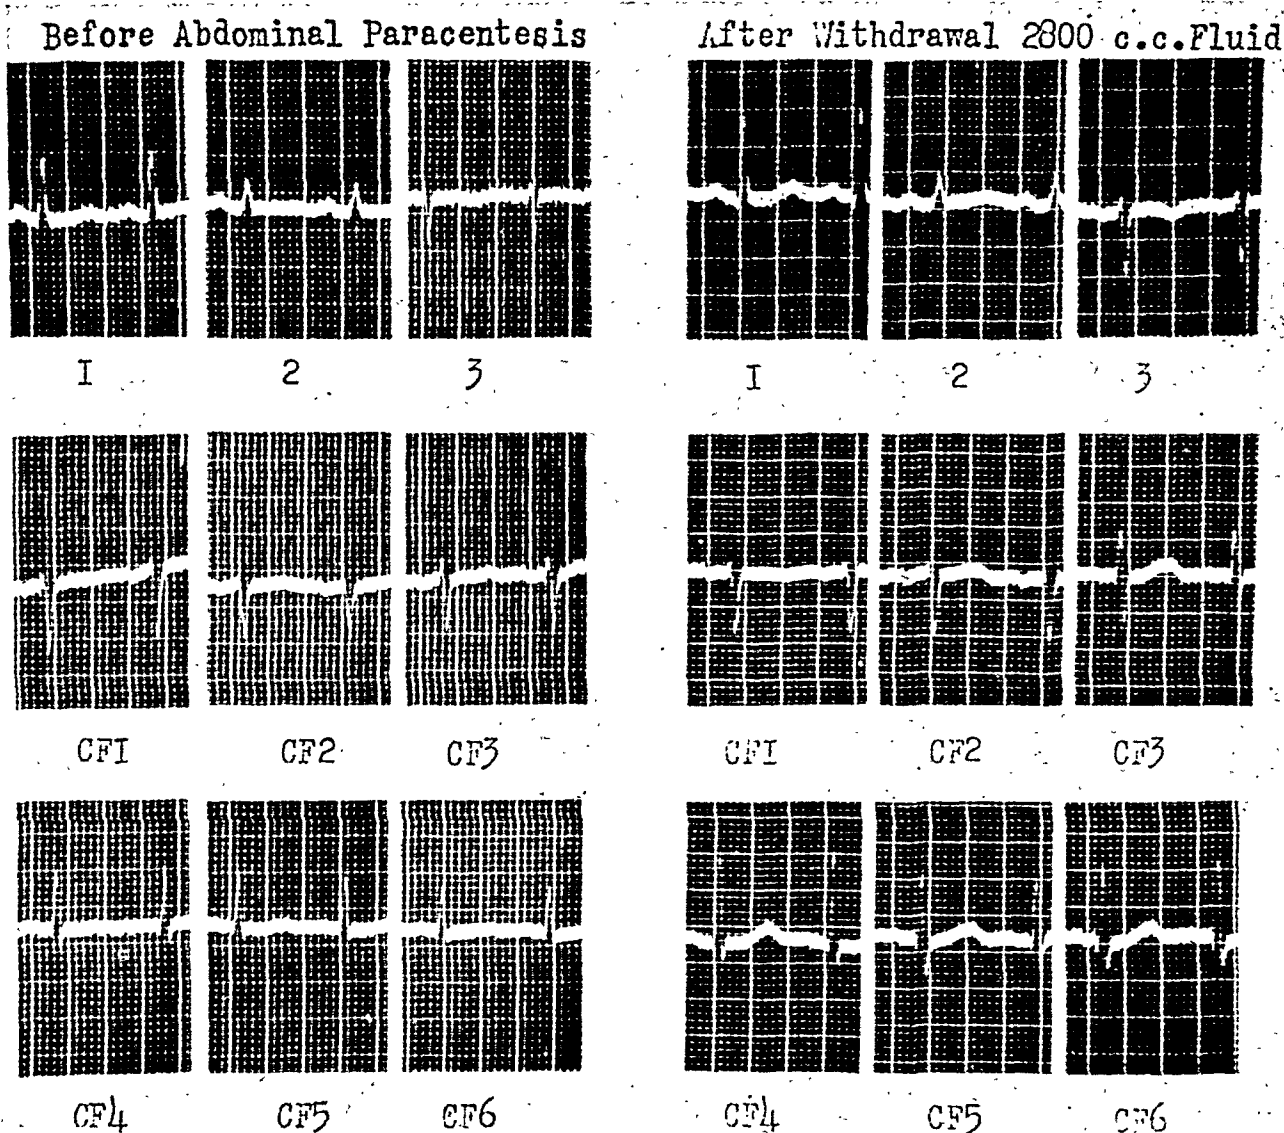 Before Abdominal Paracentesis
After Withdrawal 2800 c.c.Fluid
I 2 3
I 2 3
CFI CF2 CF3
CFI CF2 CF3
CF4 CF5 CF6
CF4 CF5 CF6